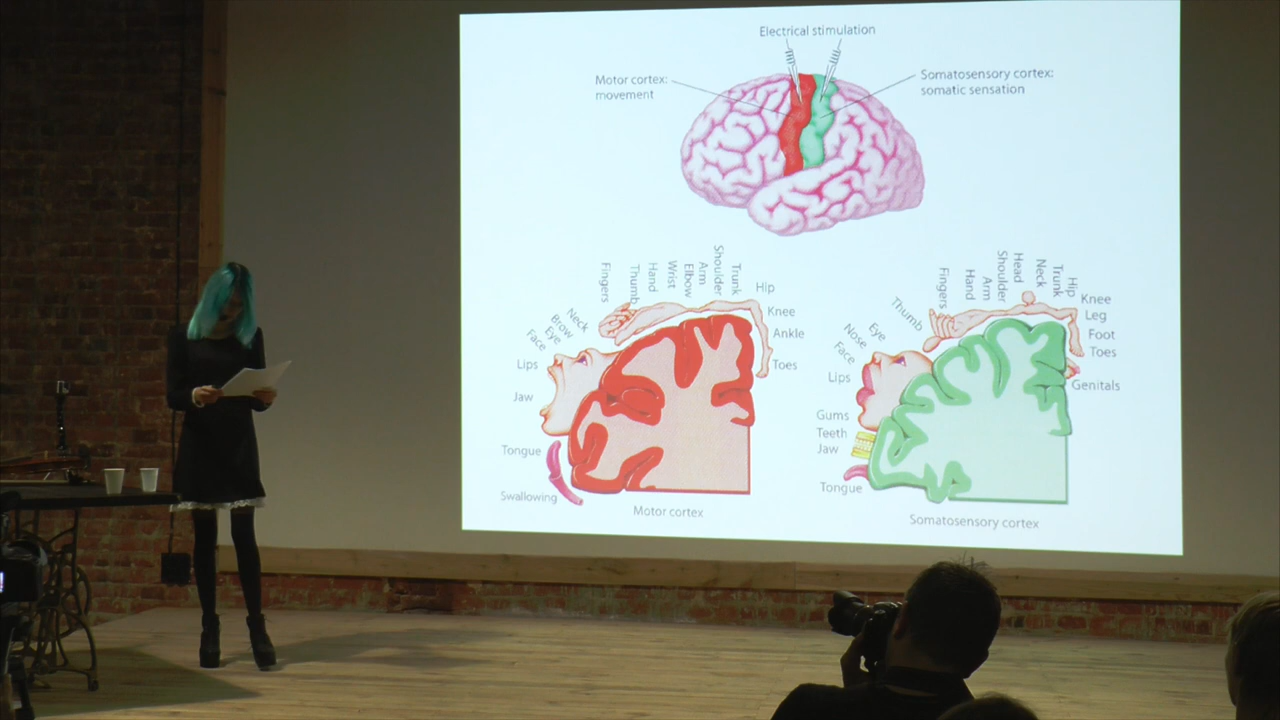 Electrical stimulation
Motor cortex:
movement
Somatosensory cortex:
somatic sensation
Fingers
Thumb
Hand
Wrist
Elbow
Arm
Shoulder
Trunk
Hip
Knee
Ankle
Toes
Neck
Brow
Eye
Face
Lips
Jaw
Tongue
Swallowing
Motor cortex
Thumb
Fingers
Hand
Arm
Shoulder
Head
Neck
Trunk
Hip
Knee
Leg
Foot
Toes
Genitals
Eye
Nose
Face
Lips
Gums
Teeth
Jaw
Tongue
Somatosensory cortex